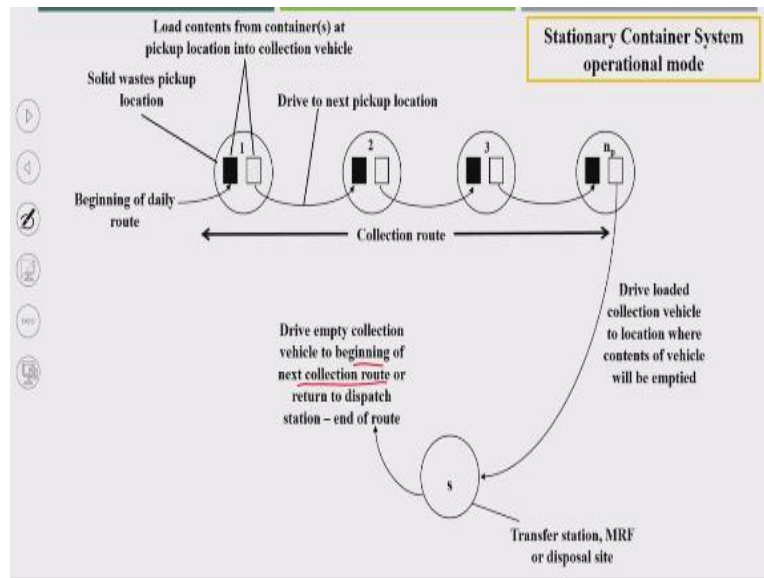 Stationary Container System
operational mode
Load contents from container(s) at
pickup location into collection vehicle
Solid wastes pickup
location
Drive to next pickup location
1
2
3
np
Beginning of daily
route
Collection route
Drive loaded
collection vehicle
to location where
contents of vehicle
will be emptied
Drive empty collection
vehicle to beginning of
next collection route or
return to dispatch
station – end of route
s
Transfer station, MRF
or disposal site